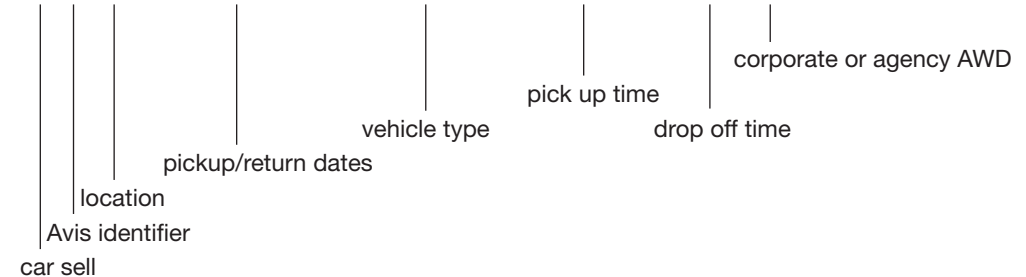 corporate or agency AWD
pick up time
vehicle type
drop off time
pickup/return dates
location
Avis identifier
car sell